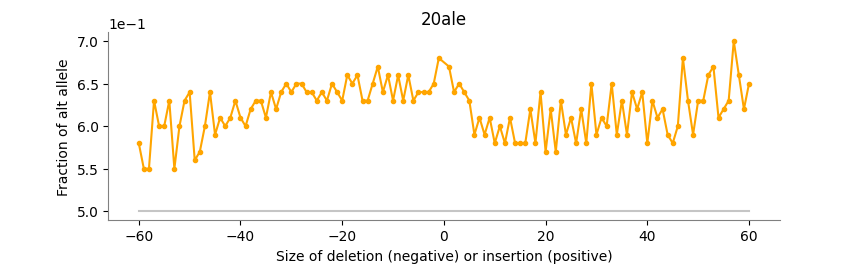 20ale
1e−1
7.0
6.5
6.0
5.5
5.0
Fraction of alt allele
−60 −40 −20 0 20 40 60
Size of deletion (negative) or insertion (positive)